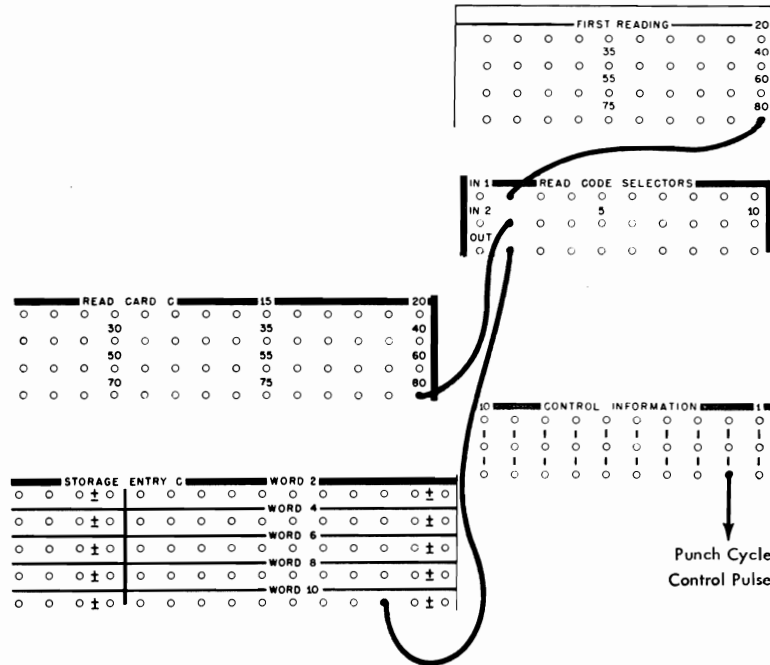 FIRST READING 20
35 40
55 60
75 80
IN 1 READ CODE SELECTORS
IN 2 5 10
OUT
READ CARD C 15 20
30 35 40
50 55 60
70 75 80
10 CONTROL INFORMATION 1
STORAGE ENTRY C WORD 2
± ±
WORD 4
± ±
WORD 6
± ±
WORD 8
± ±
WORD 10
± ±
Punch Cycle
Control Pulse